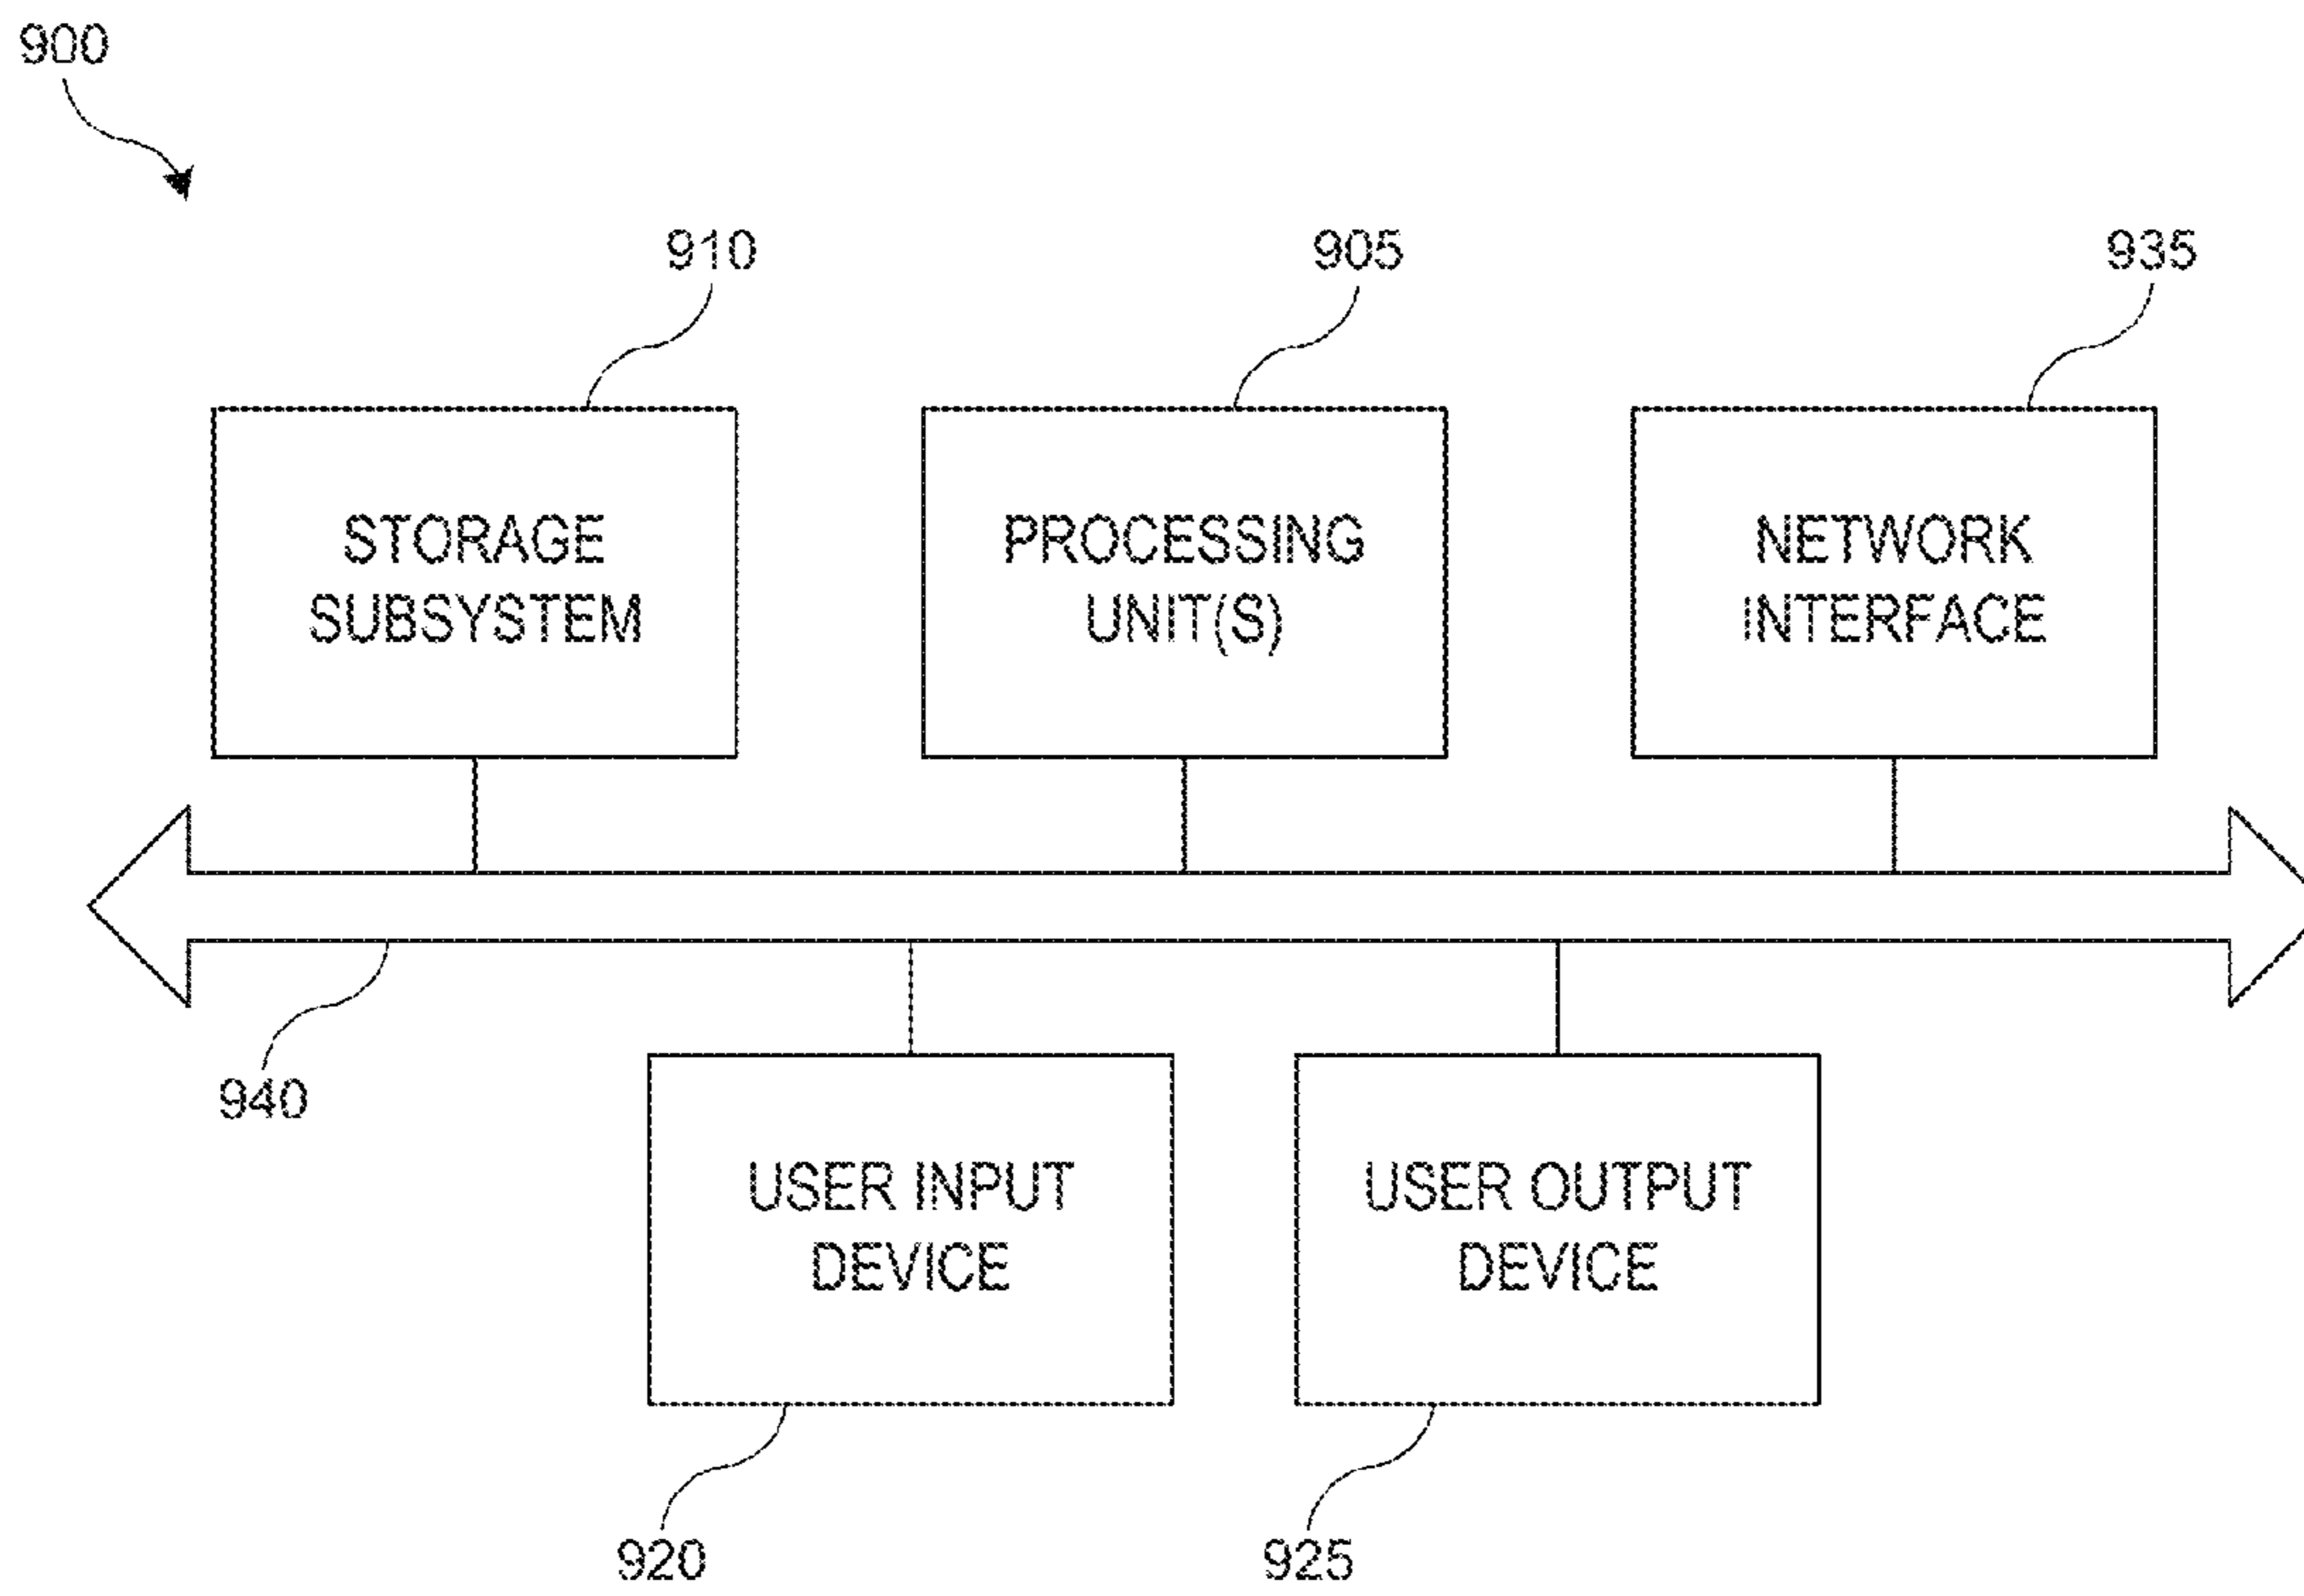 900
910
905
935
STORAGE
SUBSYSTEM
PROCESSING
UNIT(S)
NETWORK
INTERFACE
940
USER INPUT
DEVICE
USER OUTPUT
DEVICE
920
925